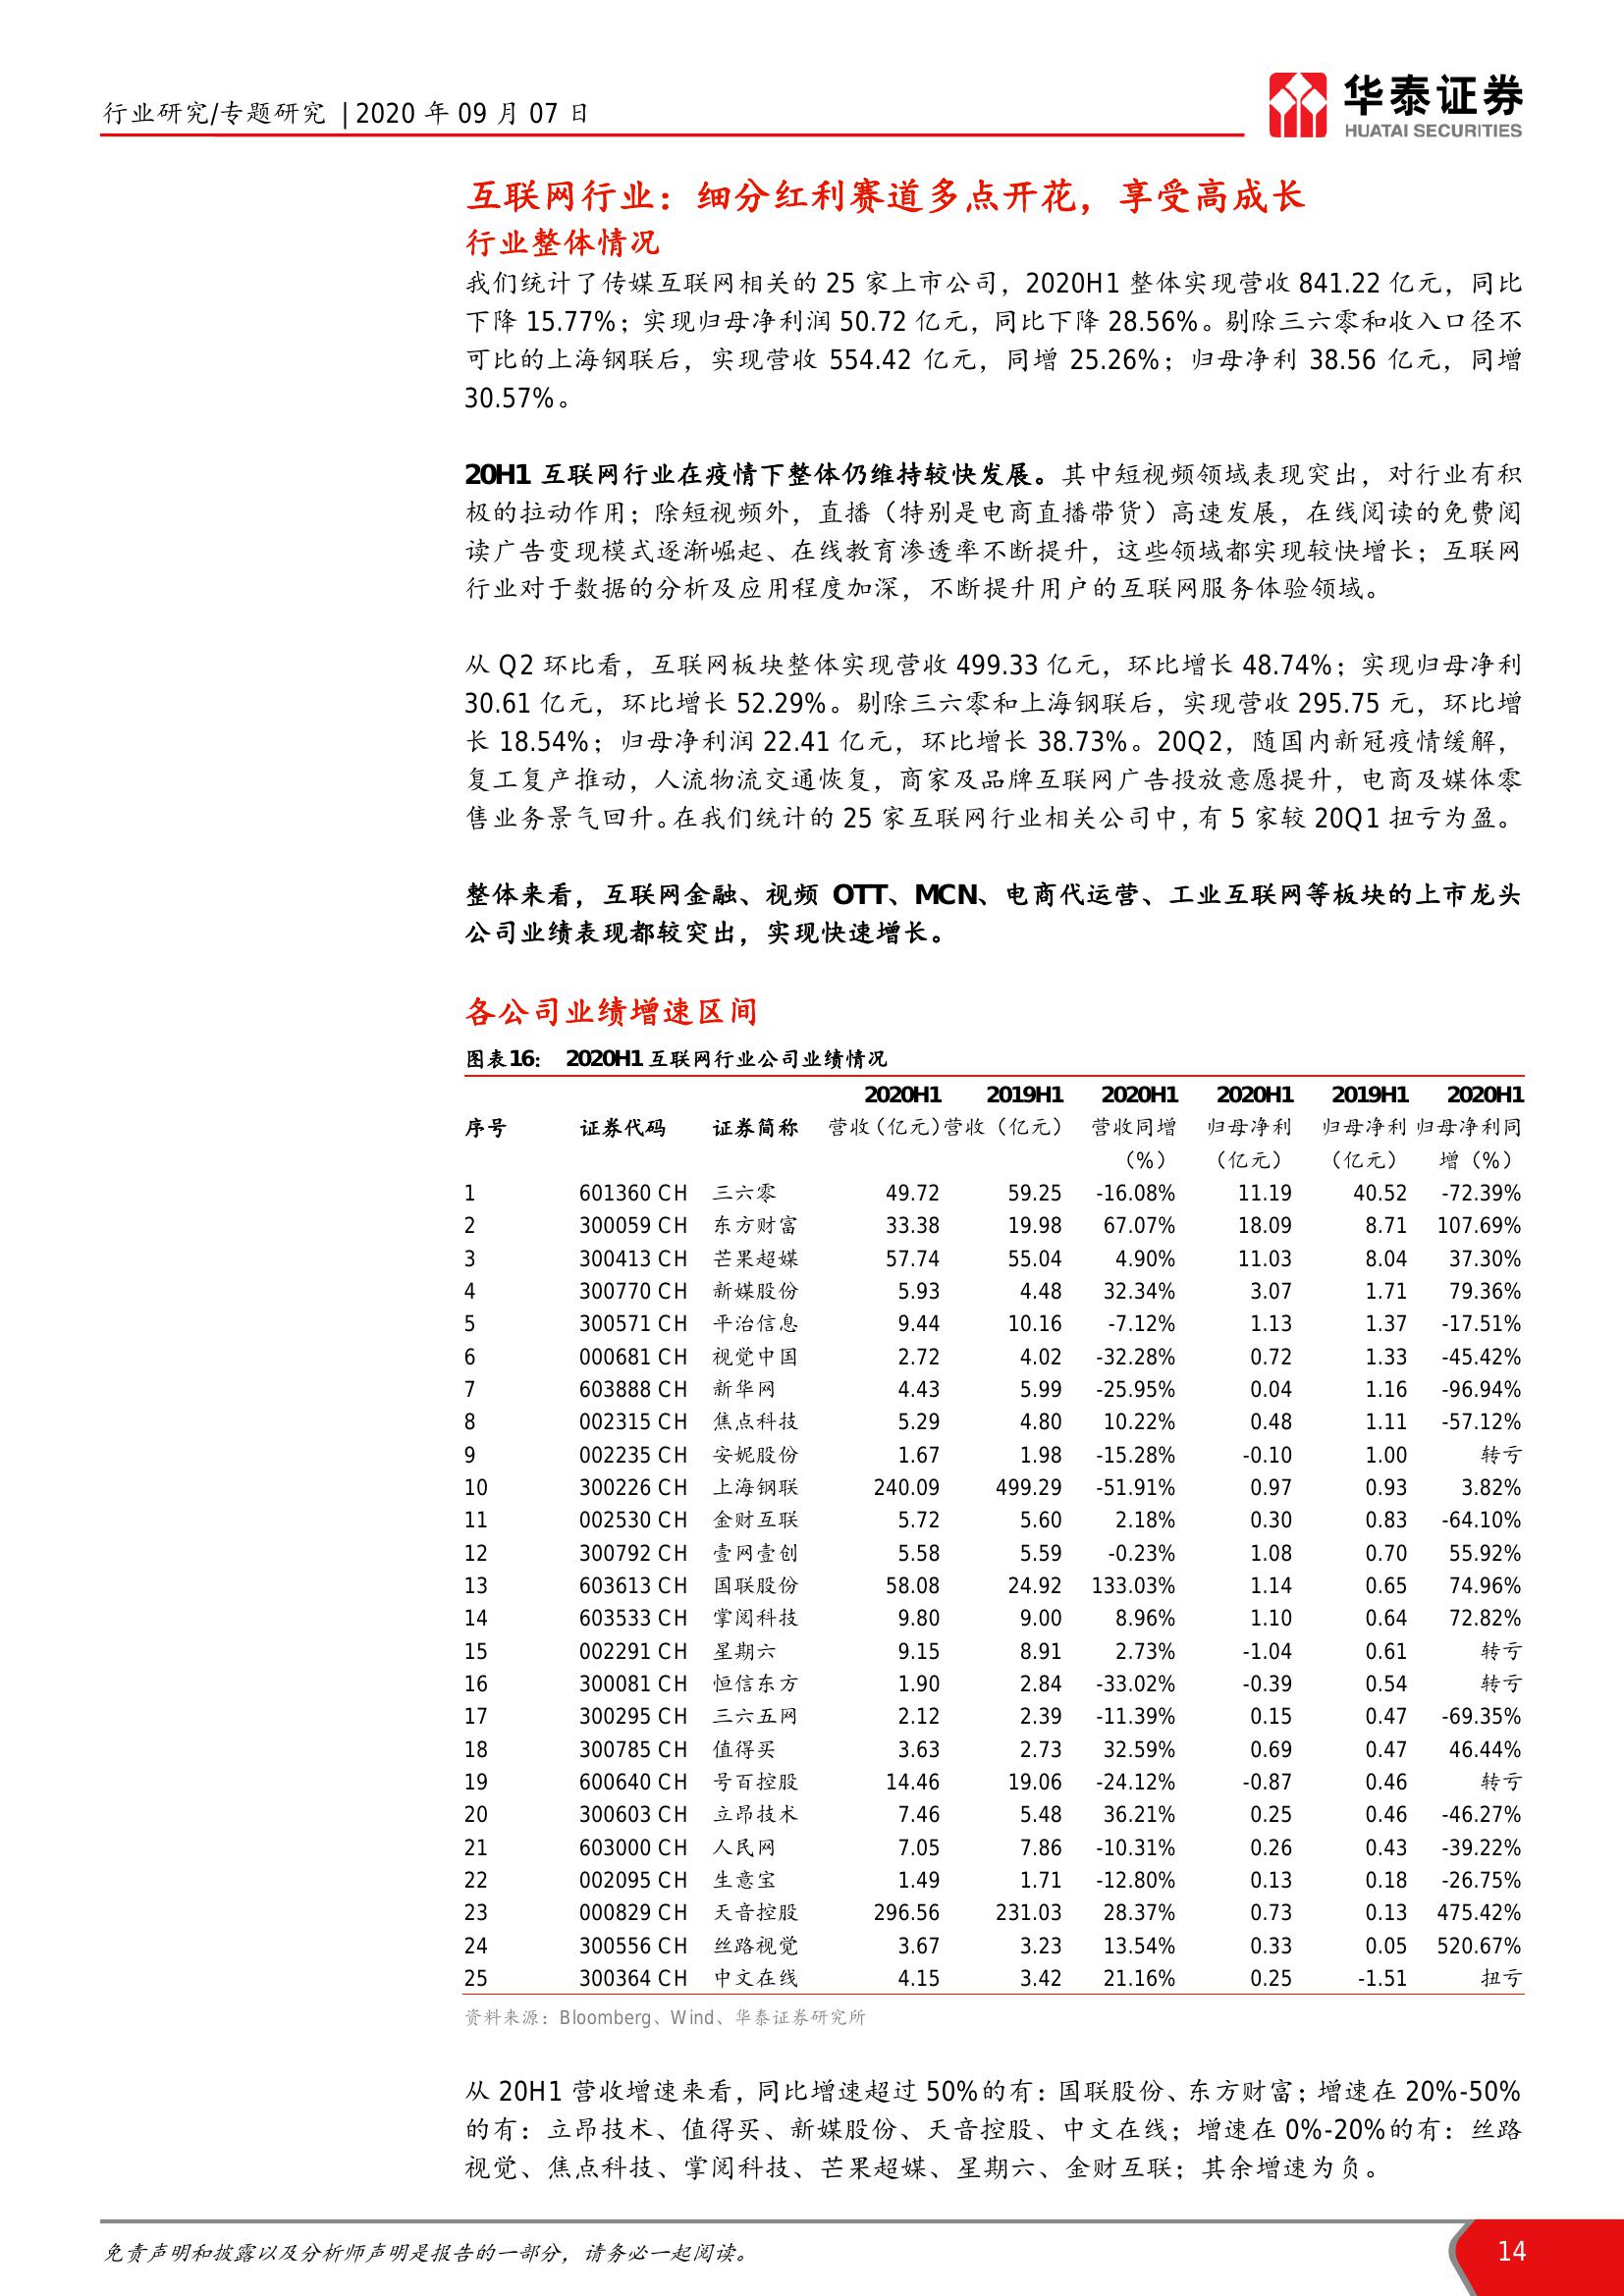 行业研究/专题研究 | 2020 年 09 月 07 日
华泰证券
HUATAI SECURITIES
互联网行业：细分红利赛道多点开花，享受高成长
行业整体情况
我们统计了传媒互联网相关的 25 家上市公司，2020H1 整体实现营收 841.22 亿元，同比
下降 15.77%；实现归母净利润 50.72 亿元，同比下降 28.56%。剔除三六零和收入口径不
可比的上海钢联后，实现营收 554.42 亿元，同增 25.26%；归母净利 38.56 亿元，同增
30.57%。
20H1 互联网行业在疫情下整体仍维持较快发展。其中短视频领域表现突出，对行业有积
极的拉动作用；除短视频外，直播（特别是电商直播带货）高速发展，在线阅读的免费阅
读广告变现模式逐渐崛起、在线教育渗透率不断提升，这些领域都实现较快增长；互联网
行业对于数据的分析及应用程度加深，不断提升用户的互联网服务体验领域。
从 Q2 环比看，互联网板块整体实现营收 499.33 亿元，环比增长 48.74%；实现归母净利
30.61 亿元，环比增长 52.29%。剔除三六零和上海钢联后，实现营收 295.75 元，环比增
长 18.54%；归母净利润 22.41 亿元，环比增长 38.73%。20Q2，随国内新冠疫情缓解，
复工复产推动，人流物流交通恢复，商家及品牌互联网广告投放意愿提升，电商及媒体零
售业务景气回升。在我们统计的 25 家互联网行业相关公司中，有 5 家较 20Q1 扭亏为盈。
整体来看，互联网金融、视频 OTT、MCN、电商代运营、工业互联网等板块的上市龙头
公司业绩表现都较突出，实现快速增长。
各公司业绩增速区间
图表16： 2020H1 互联网行业公司业绩情况
2020H1 2019H1 2020H1 2020H1 2019H1 2020H1
序号 证券代码 证券简称 营收（亿元） 营收（亿元） 营收同增 归母净利 归母净利 归母净利同
（%） （亿元） （亿元） 增（%）
1 601360 CH 三六零 49.72 59.25 -16.08% 11.19 40.52 -72.39%
2 300059 CH 东方财富 33.38 19.98 67.07% 18.09 8.71 107.69%
3 300413 CH 芒果超媒 57.74 55.04 4.90% 11.03 8.04 37.30%
4 300770 CH 新媒股份 5.93 4.48 32.34% 3.07 1.71 79.36%
5 300571 CH 平治信息 9.44 10.16 -7.12% 1.13 1.37 -17.51%
6 000681 CH 视觉中国 2.72 4.02 -32.28% 0.72 1.33 -45.42%
7 603888 CH 新华网 4.43 5.99 -25.95% 0.04 1.16 -96.94%
8 002315 CH 焦点科技 5.29 4.80 10.22% 0.48 1.11 -57.12%
9 002235 CH 安妮股份 1.67 1.98 -15.28% -0.10 1.00 转亏
10 300226 CH 上海钢联 240.09 499.29 -51.91% 0.97 0.93 3.82%
11 002530 CH 金财互联 5.72 5.60 2.18% 0.30 0.83 -64.10%
12 300792 CH 壹网壹创 5.58 5.59 -0.23% 1.08 0.70 55.92%
13 603613 CH 国联股份 58.08 24.92 133.03% 1.14 0.65 74.96%
14 603533 CH 掌阅科技 9.80 9.00 8.96% 1.10 0.64 72.82%
15 002291 CH 星期六 9.15 8.91 2.73% -1.04 0.61 转亏
16 300081 CH 恒信东方 1.90 2.84 -33.02% -0.39 0.54 转亏
17 300295 CH 三六五网 2.12 2.39 -11.39% 0.15 0.47 -69.35%
18 300785 CH 值得买 3.63 2.73 32.59% 0.69 0.47 46.44%
19 600640 CH 号百控股 14.46 19.06 -24.12% -0.87 0.46 转亏
20 300603 CH 立昂技术 7.46 5.48 36.21% 0.25 0.46 -46.27%
21 603000 CH 人民网 7.05 7.86 -10.31% 0.26 0.43 -39.22%
22 002095 CH 生意宝 1.49 1.71 -12.80% 0.13 0.18 -26.75%
23 000829 CH 天音控股 296.56 231.03 28.37% 0.73 0.13 475.42%
24 300556 CH 丝路视觉 3.67 3.23 13.54% 0.33 0.05 520.67%
25 300364 CH 中文在线 4.15 3.42 21.16% 0.25 -1.51 扭亏
资料来源：Bloomberg、Wind、华泰证券研究所
从 20H1 营收增速来看，同比增速超过 50%的有：国联股份、东方财富；增速在 20%-50%
的有：立昂技术、值得买、新媒股份、天音控股、中文在线；增速在 0%-20%的有：丝路
视觉、焦点科技、掌阅科技、芒果超媒、星期六、金财互联；其余增速为负。
免责声明和披露以及分析师声明是报告的一部分，请务必一起阅读。
14